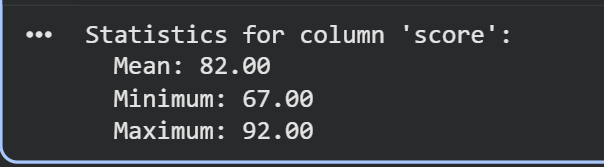 Statistics for column 'score':
Mean: 82.00
Minimum: 67.00
Maximum: 92.00